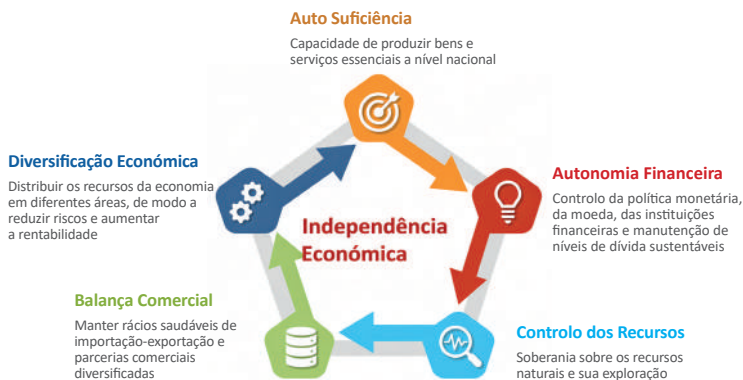 Auto Suficiência
Capacidade de produzir bens e
serviços essenciais a nível nacional
Diversificação Económica
Distribuir os recursos da economia
em diferentes áreas, de modo a
reduzir riscos e aumentar
a rentabilidade
Autonomia Financeira
Controlo da política monetária,
da moeda, das instituições
financeiras e manutenção de
níveis de dívida sustentáveis
Independência
Económica
Balança Comercial
Manter rácios saudáveis de
importação-exportação e
parcerias comerciais
diversificadas
Controlo dos Recursos
Soberania sobre os recursos
naturais e sua exploração